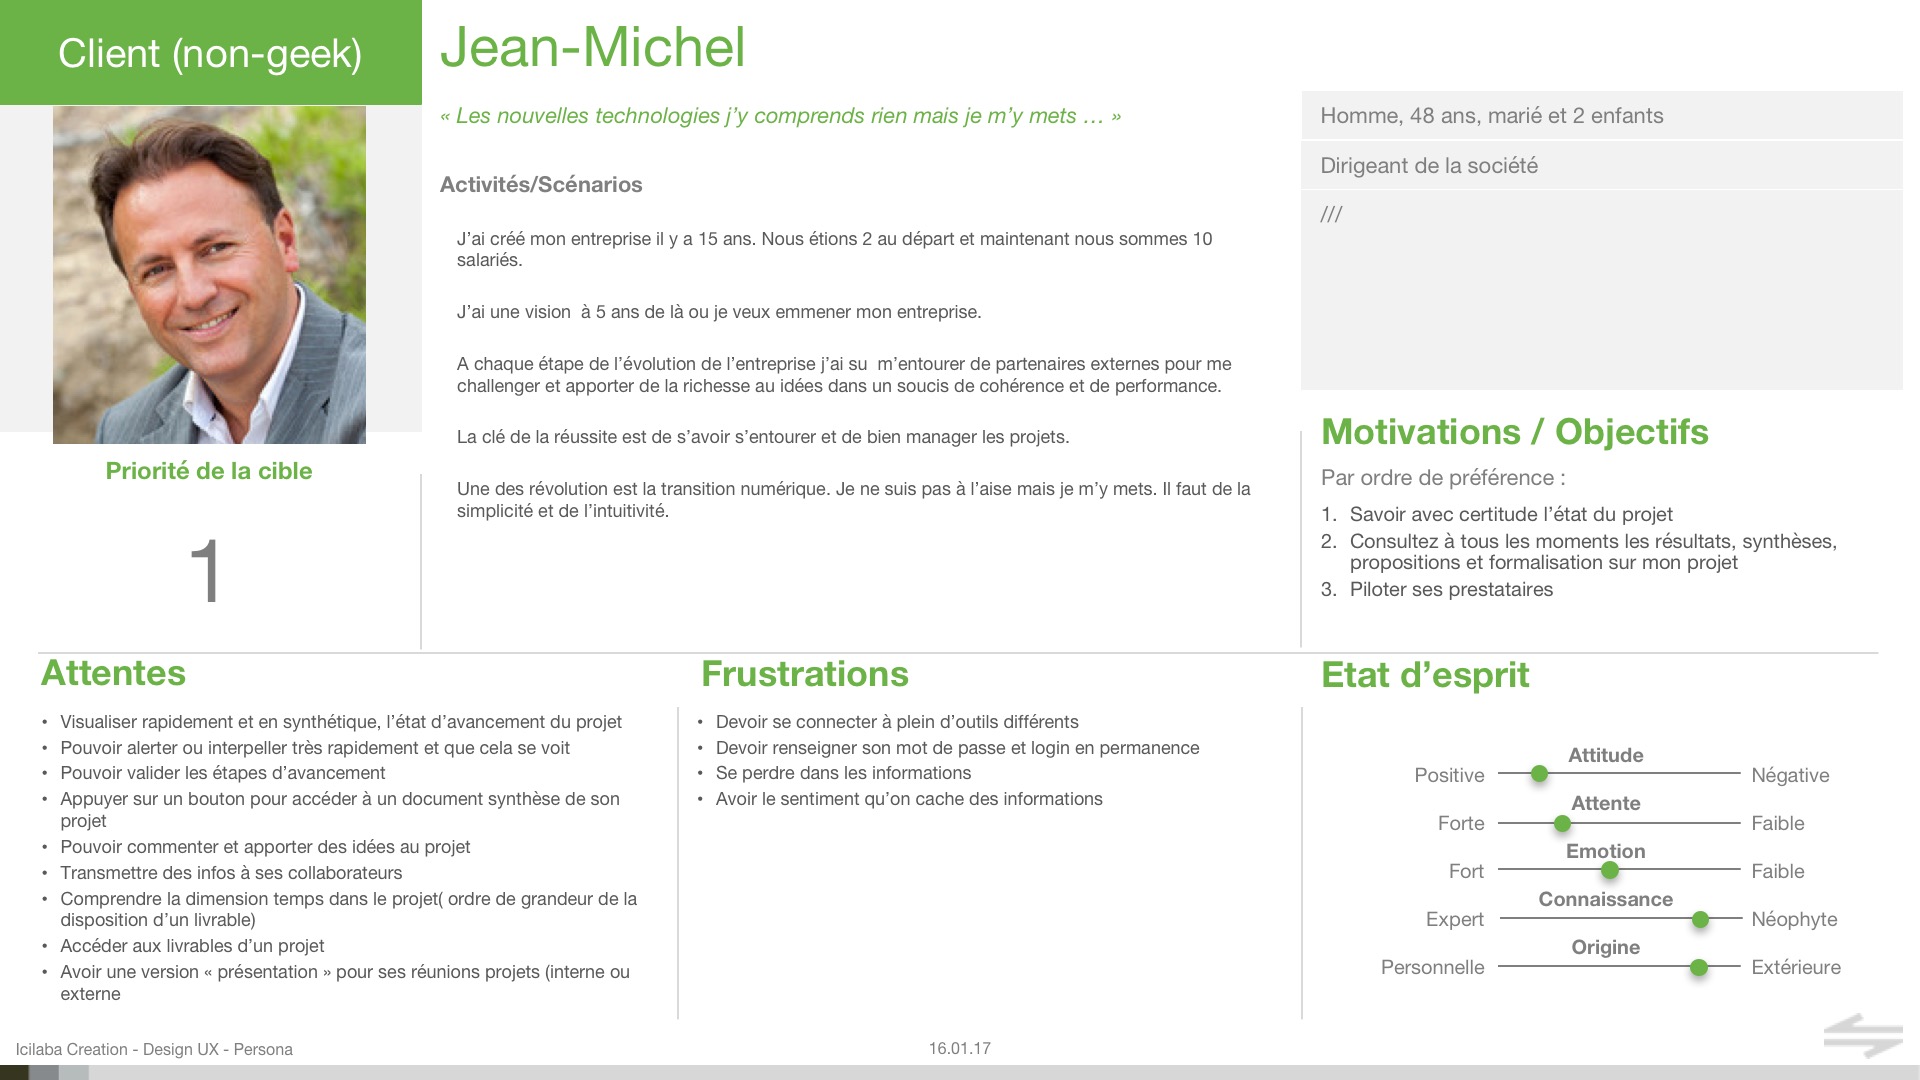 Client (non-geek)
Jean-Michel
« Les nouvelles technologies j’y comprends rien mais je m’y mets … »
Homme, 48 ans, marié et 2 enfants
Dirigeant de la société
///
Activités/Scénarios
J’ai créé mon entreprise il y a 15 ans. Nous étions 2 au départ et maintenant nous sommes 10
salariés.
J’ai une vision  à 5 ans de là ou je veux emmener mon entreprise.
A chaque étape de l’évolution de l’entreprise j’ai su  m’entourer de partenaires externes pour me
challenger et apporter de la richesse au idées dans un soucis de cohérence et de performance.
La clé de la réussite est de s’avoir s’entourer et de bien manager les projets.
Une des révolution est la transition numérique. Je ne suis pas à l’aise mais je m’y mets. Il faut de la
simplicité et de l’intuitivité.
Priorité de la cible
1
Motivations / Objectifs
Par ordre de préférence :
1. Savoir avec certitude l’état du projet
2. Consultez à tous les moments les résultats, synthèses,
propositions et formalisation sur mon projet
3. Piloter ses prestataires
Attentes
• Visualiser rapidement et en synthétique, l’état d’avancement du projet
• Pouvoir alerter ou interpeller très rapidement et que cela se voit
• Pouvoir valider les étapes d’avancement
• Appuyer sur un bouton pour accéder à un document synthèse de son
projet
• Pouvoir commenter et apporter des idées au projet
• Transmettre des infos à ses collaborateurs
• Comprendre la dimension temps dans le projet( ordre de grandeur de la
disposition d’un livrable)
• Accéder aux livrables d’un projet
• Avoir une version « présentation » pour ses réunions projets (interne ou
externe
Frustrations
• Devoir se connecter à plein d’outils différents
• Devoir renseigner son mot de passe et login en permanence
• Se perdre dans les informations
• Avoir le sentiment qu’on cache des informations
Etat d’esprit
Attitude
Positive Négative
Attente
Forte Faible
Emotion
Fort Faible
Connaissance
Expert Néophyte
Origine
Personnelle Extérieure
Icilaba Creation - Design UX - Persona
16.01.17